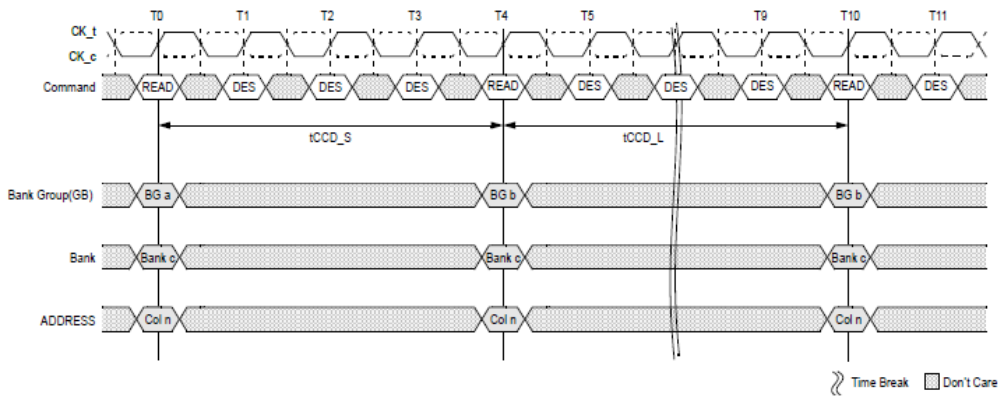 T0 T1 T2 T3 T4 T5 T9 T10 T11
CK_t
CK_c
Command READ DES DES DES READ DES DES DES READ DES
tCCD_S tCCD_L
Bank Group(GB) BG a BG b BG b
Bank Bank c Bank c Bank c
ADDRESS Col n Col n Col n
Time Break Don't Care